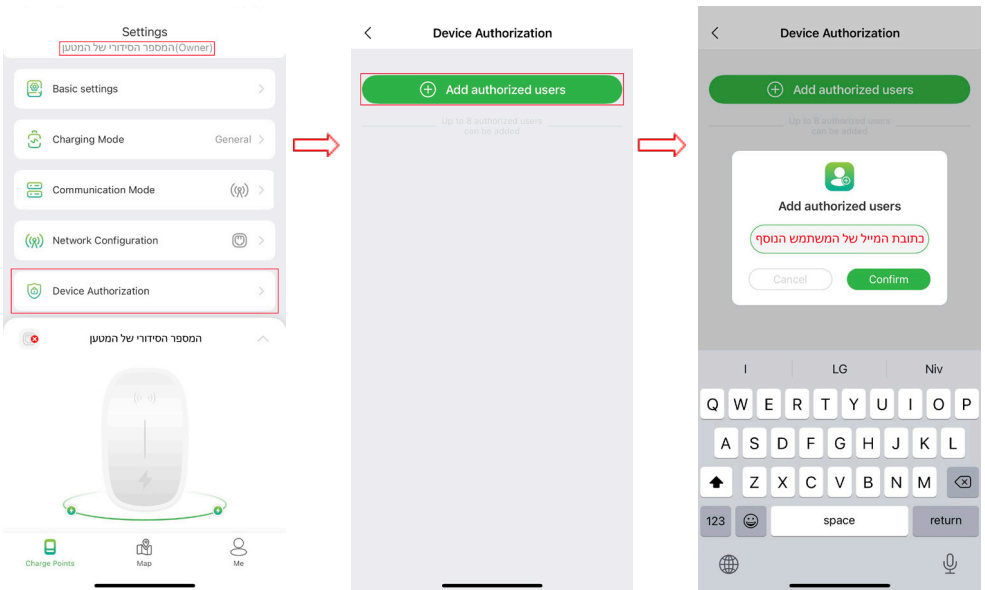 Settings
המספר הסידורי של המטען(Owner)
Basic settings
Charging Mode
General
Communication Mode
Network Configuration
Device Authorization
המספר הסידורי של המטען
Charge Points
Map
Me
Device Authorization
Add authorized users
Up to 8 authorized users
can be added
Device Authorization
Add authorized users
Up to 8 authorized users
can be added
Add authorized users
כתובת המייל של המשתמש הנוסף
Cancel
Confirm
I LG Niv
Q W E R T Y U I O P
A S D F G H J K L
Z X C V B N M
123 space return